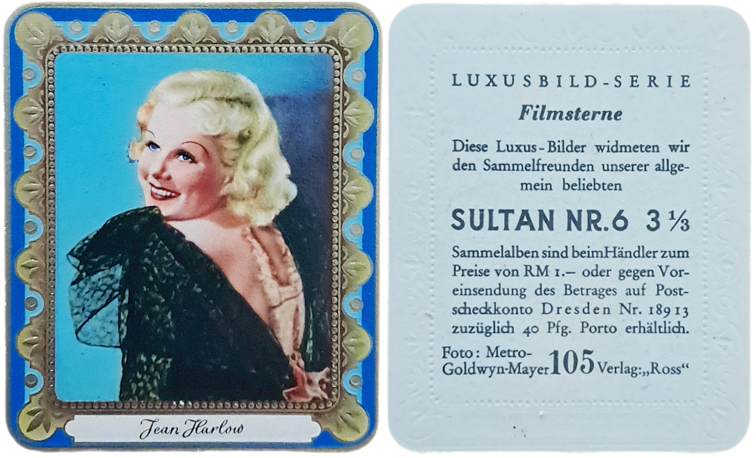 Jean Harlow
LUXUSBILD-SERIE
Filmsterne
Diese Luxus-Bilder widmeten wir
den Sammelfreunden unserer allge-
mein beliebten
SULTAN NR.6 3 ⅓
Sammelalben sind beim Händler zum
Preise von RM 1.– oder gegen Vor-
einsendung des Betrages auf Post-
scheckkonto Dresden Nr. 18913
zuzüglich 40 Pfg. Porto erhältlich.
Foto: Metro-
Goldwyn-Mayer 105 Verlag: „Ross“